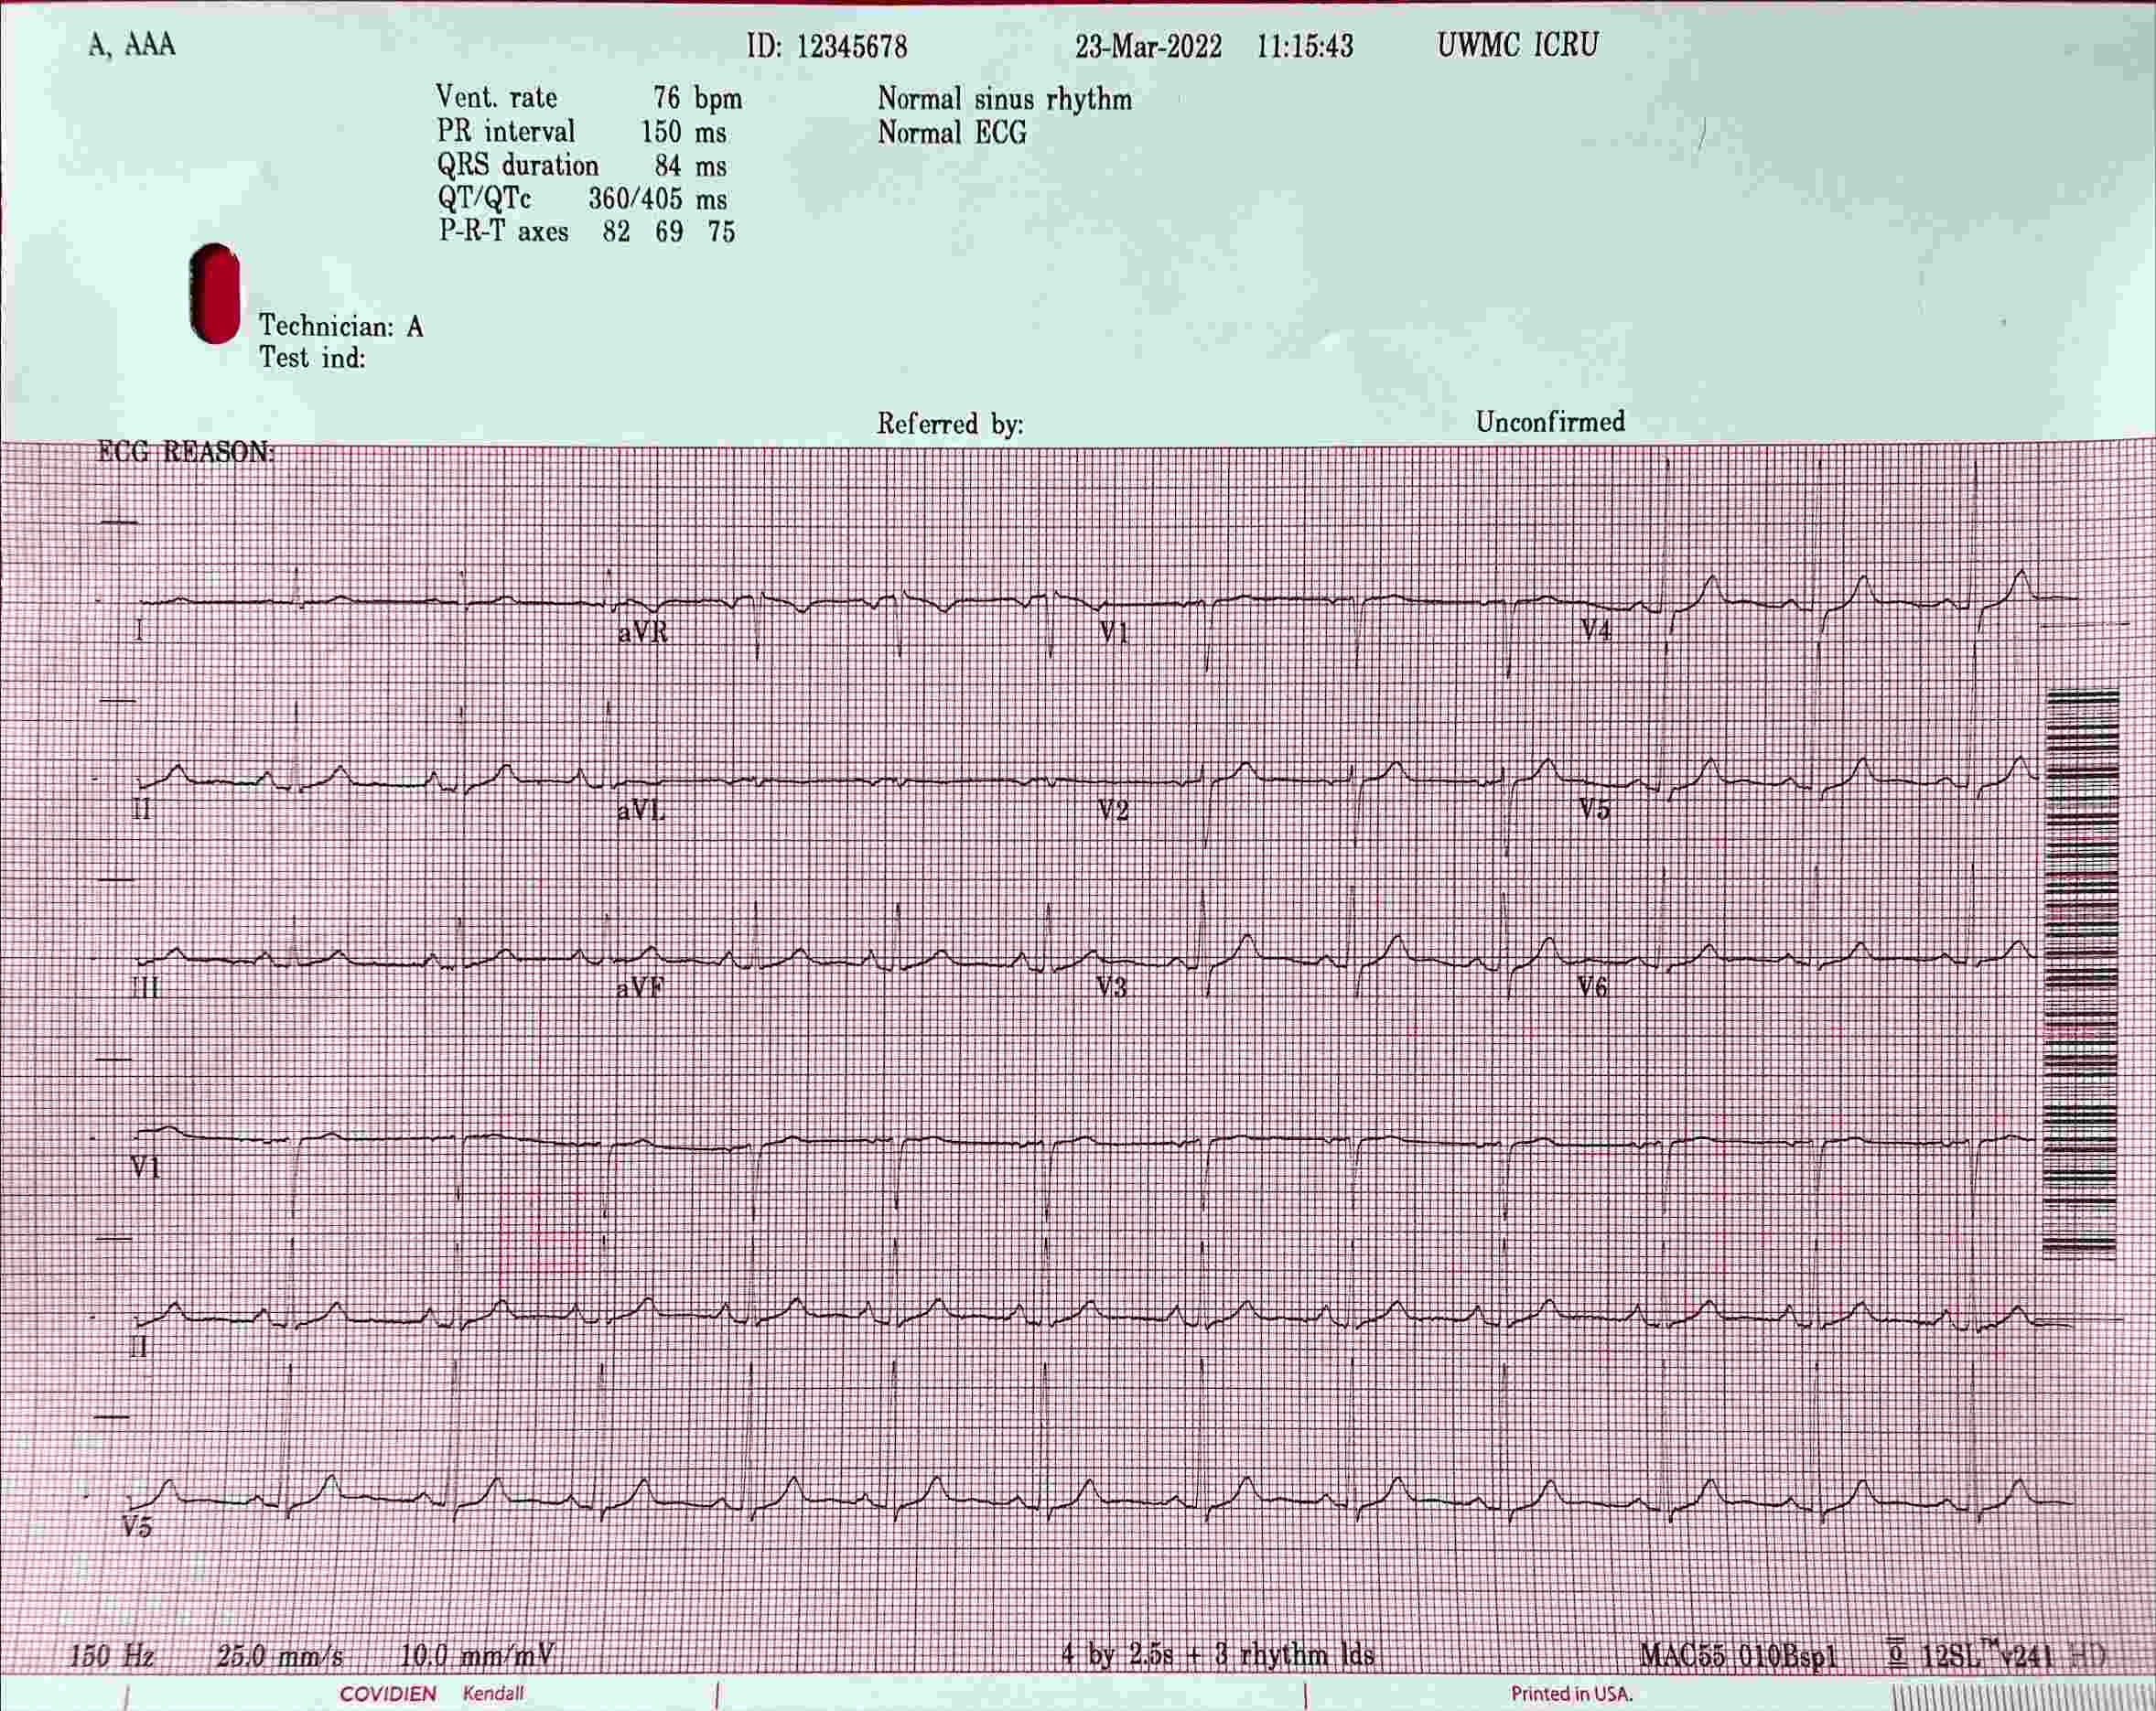 A, AAA ID: 12345678 23-Mar-2022 11:15:43 UWMC ICRU
Vent. rate 76 bpm Normal sinus rhythm
PR interval 150 ms Normal ECG
QRS duration 84 ms
QT/QTc 360/405 ms
P-R-T axes 82 69 75
Technician: A
Test ind:
Referred by: Unconfirmed
ECG REASON:
I aVR V1 V4
II aVL V2 V5
III aVF V3 V6
V1
II
V5
150 Hz 25.0 mm/s 10.0 mm/mV 4 by 2.5s + 3 rhythm lds MAC55 010Bsp1 12SL™v241 HD
COVIDIEN Kendall Printed in USA.